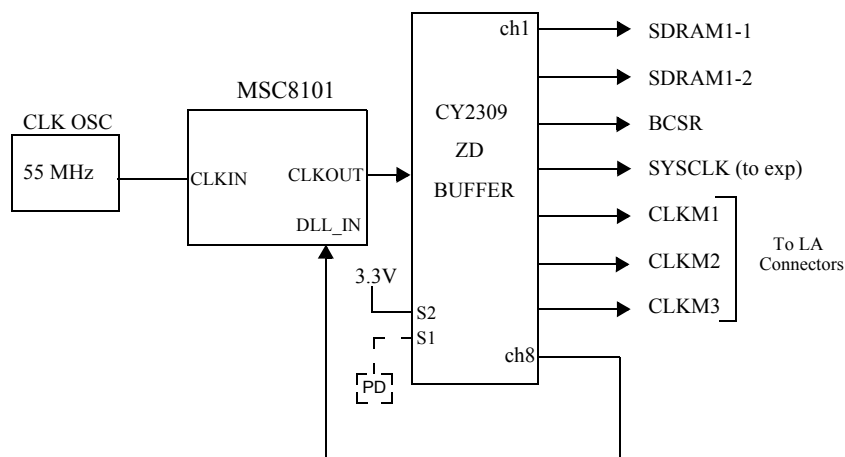 ch1
SDRAM1-1
SDRAM1-2
MSC8101
CLK OSC
CY2309
ZD
BUFFER
BCSR
55 MHz
CLKIN
CLKOUT
SYSCLK (to exp)
DLL_IN
CLKM1
CLKM2
CLKM3
To LA
Connectors
3.3V
S2
S1
PD
ch8